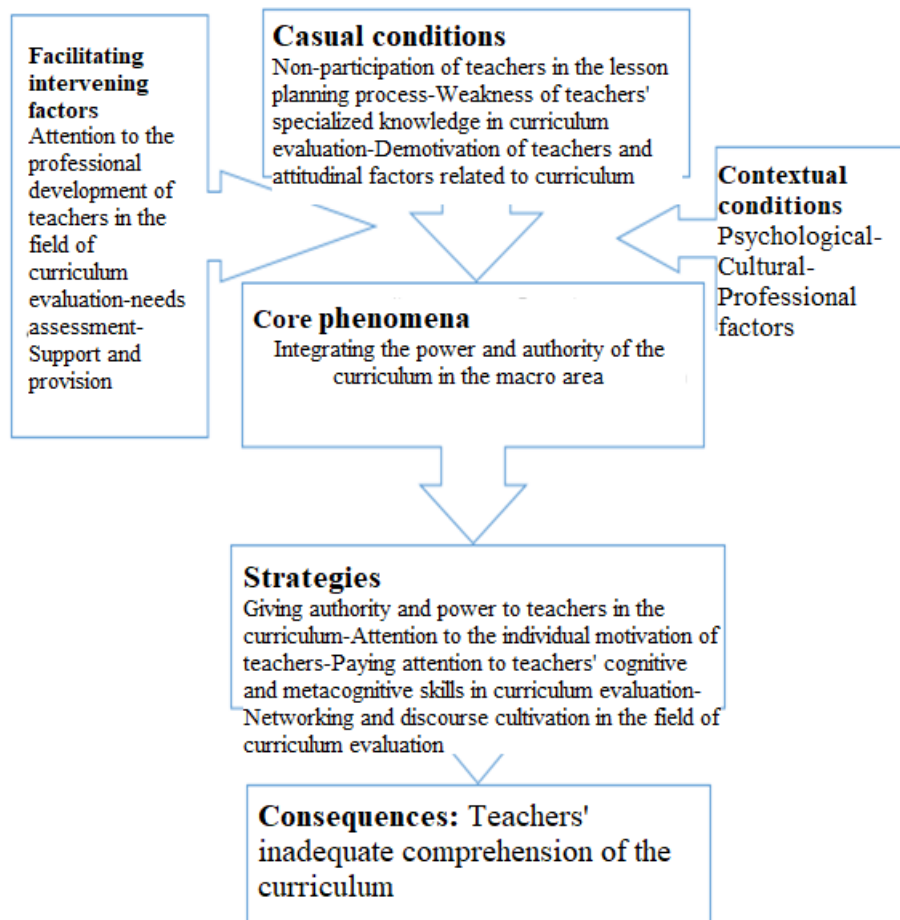 Facilitating
intervening
factors
Attention to the
professional
development of
teachers in the
field of
curriculum
evaluation-needs
,assessment-
Support and
provision
Casual conditions
Non-participation of teachers in the lesson
planning process-Weakness of teachers'
specialized knowledge in curriculum
evaluation-Demotivation of teachers and
attitudinal factors related to curriculum
Contextual
conditions
Psychological-
Cultural-
Professional
factors
Core phenomena
Integrating the power and authority of the
curriculum in the macro area
Strategies
Giving authority and power to teachers in the
curriculum-Attention to the individual motivation of
teachers-Paying attention to teachers' cognitive
and metacognitive skills in curriculum evaluation-
Networking and discourse cultivation in the field of
curriculum evaluation
Consequences: Teachers'
inadequate comprehension of the
curriculum